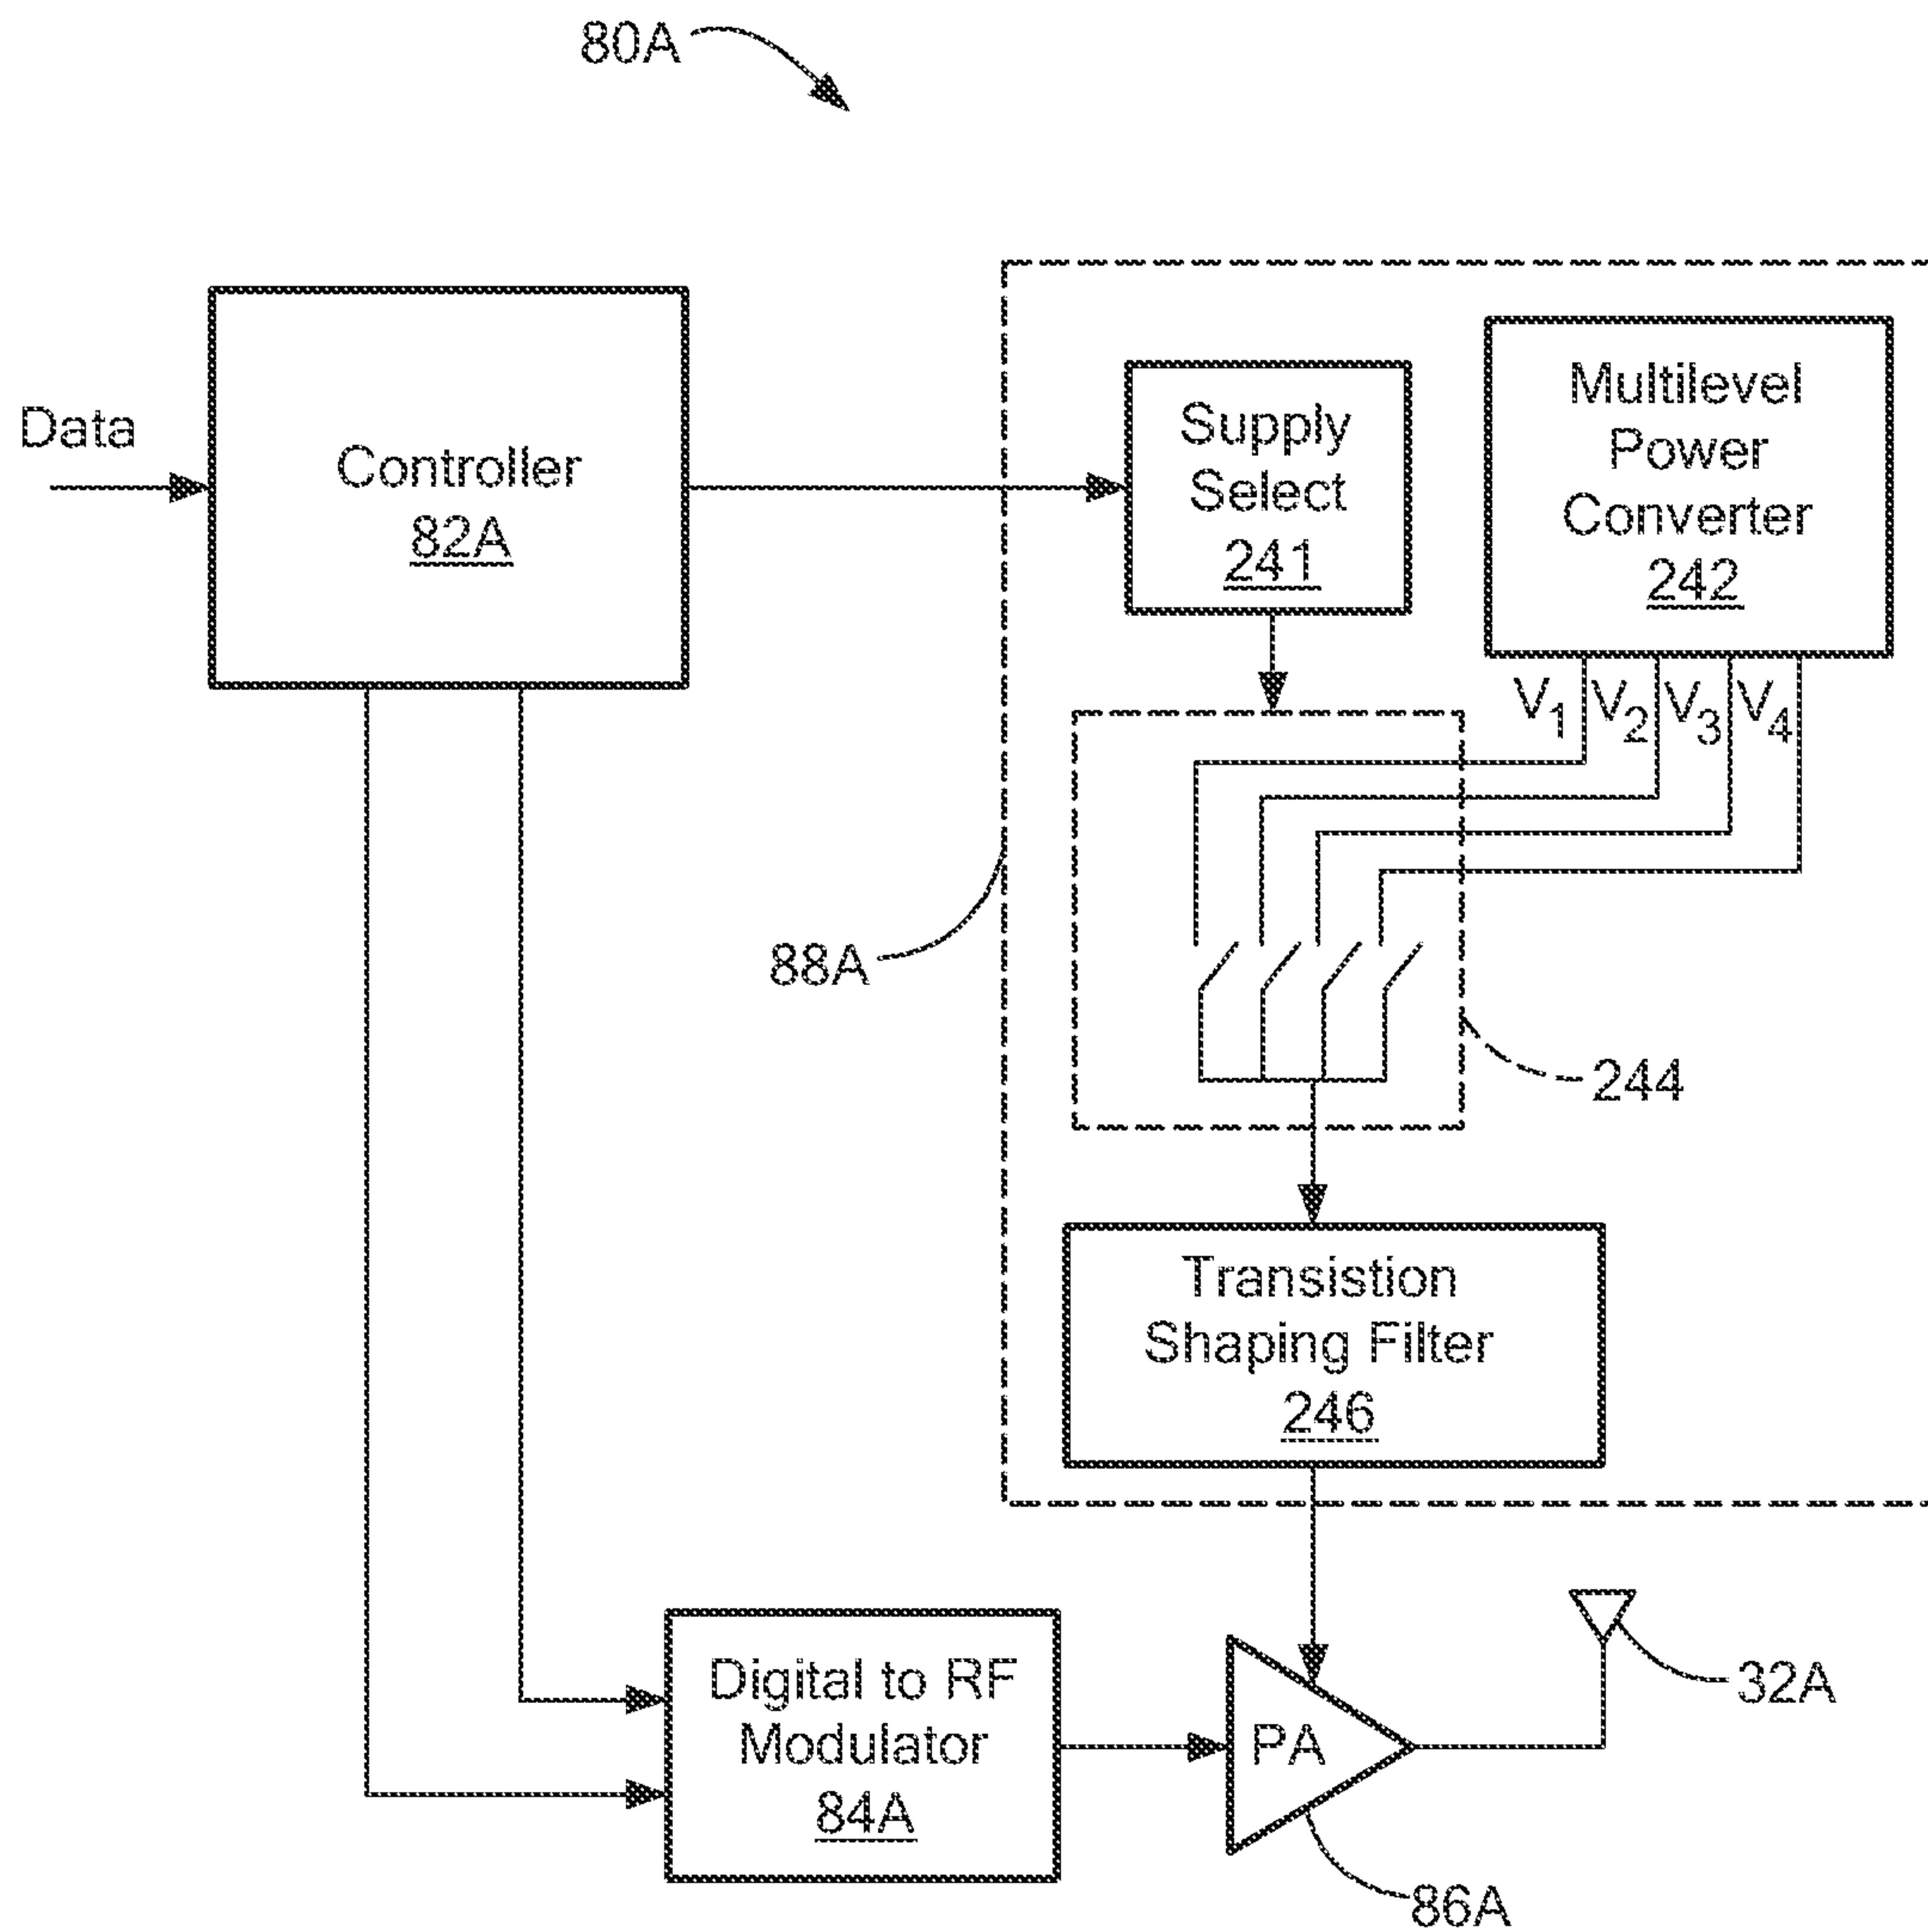 80A
Data
Controller
82A
Supply
Select
241
Multilevel
Power
Converter
242
V1 V2 V3 V4
88A
244
Transistion
Shaping Filter
246
Digital to RF
Modulator
84A
PA
32A
86A